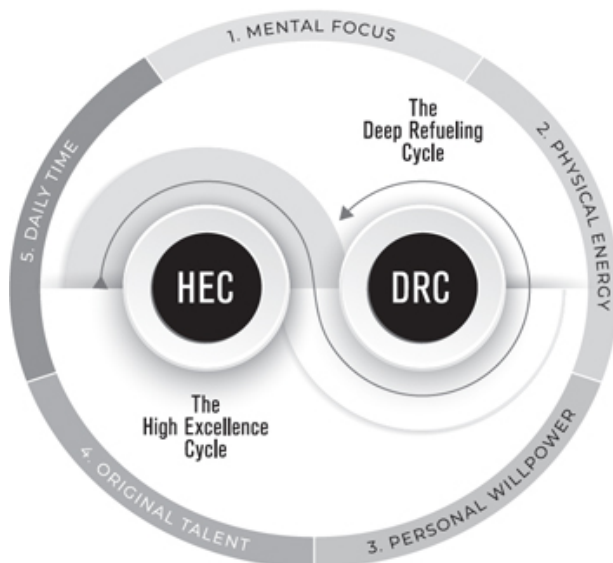 1. MENTAL FOCUS
2. PHYSICAL ENERGY
3. PERSONAL WILLPOWER
4. ORIGINAL TALENT
5. DAILY TIME
The
Deep Refueling
Cycle
HEC
DRC
The
High Excellence
Cycle